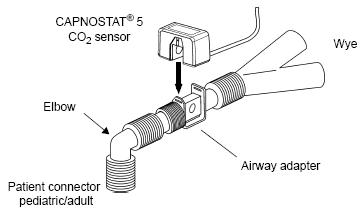 CAPNOSTAT® 5
CO2 sensor
Wye
Elbow
Airway adapter
Patient connector
pediatric/adult